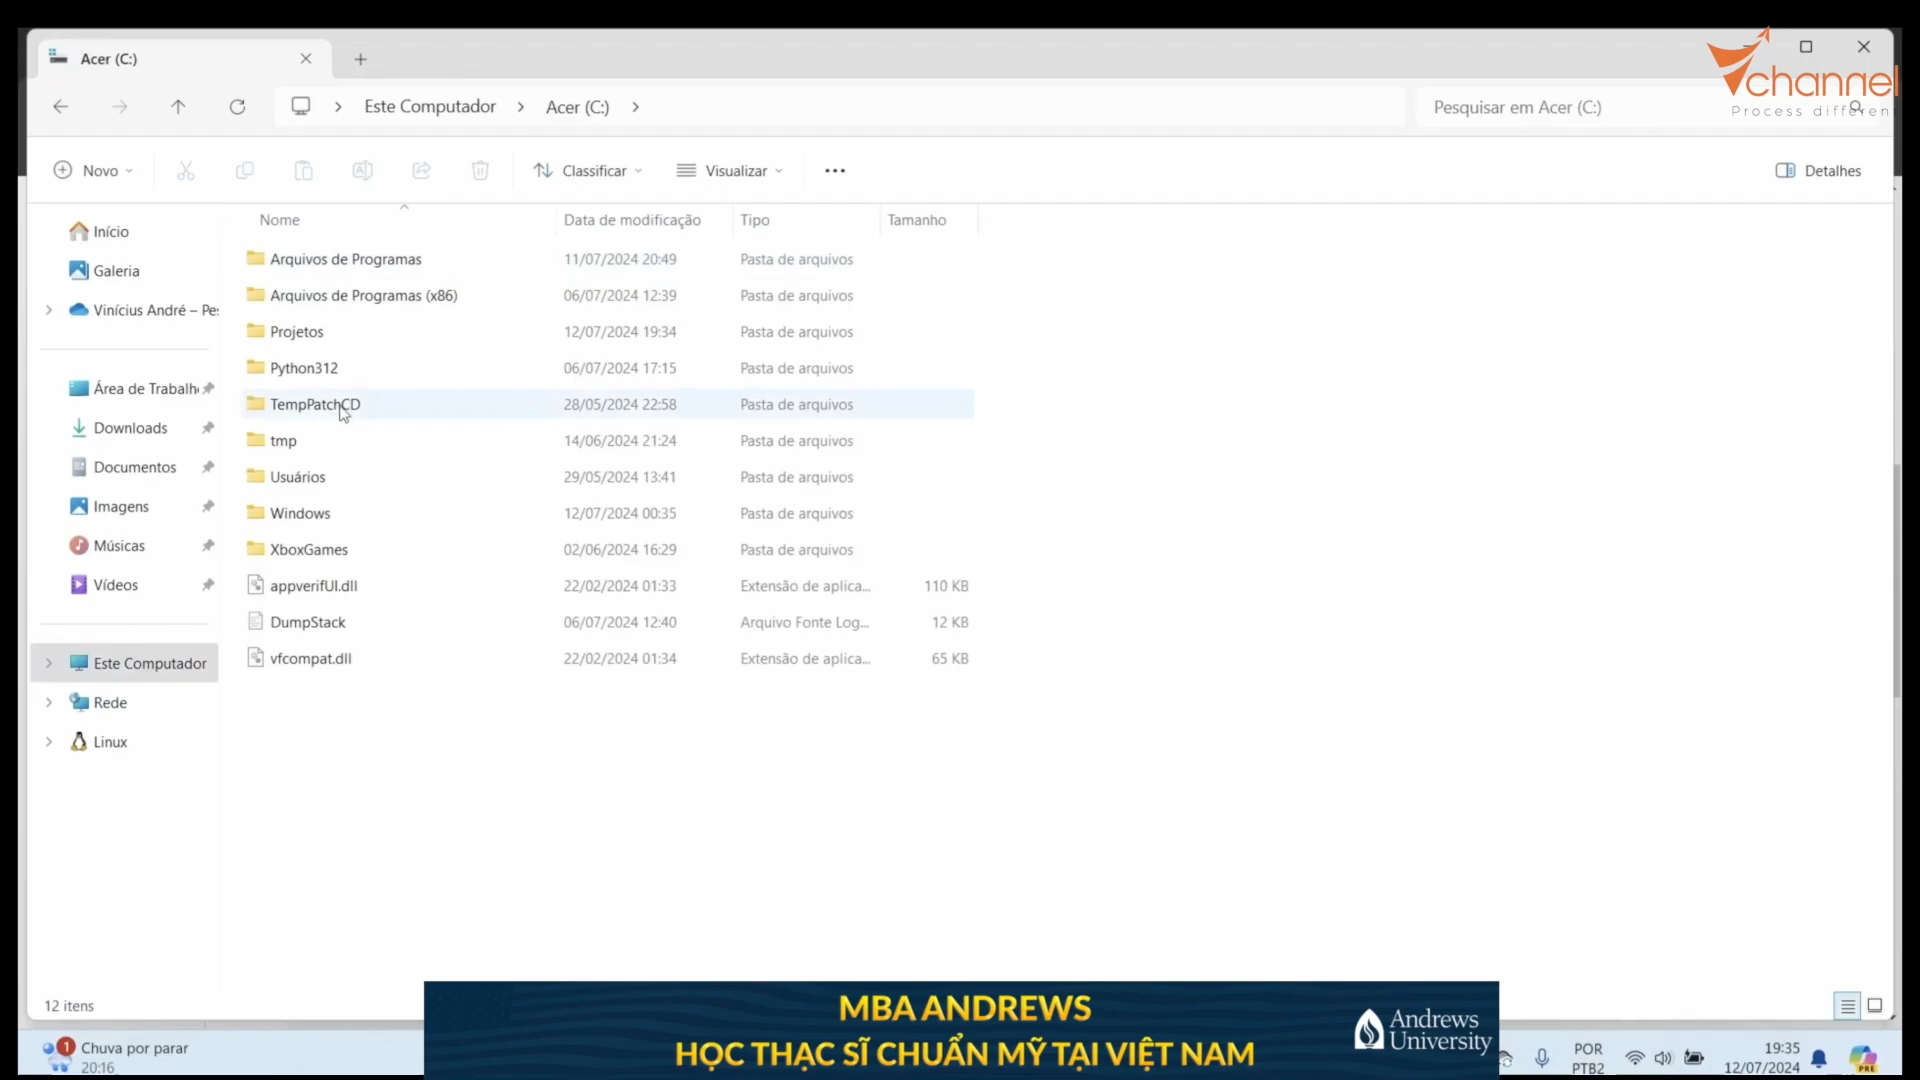 Acer (C:)
channel
Process differen
Este Computador
Acer (C:)
Pesquisar em Acer (C:)
Novo
Classificar
Visualizar
Detalhes
Nome
Data de modificação
Tipo
Tamanho
Início
Galeria
Vinícius André – Pes
Área de Trabalh
Downloads
Documentos
Imagens
Músicas
Vídeos
Este Computador
Rede
Linux
Arquivos de Programas 11/07/2024 20:49 Pasta de arquivos
Arquivos de Programas (x86) 06/07/2024 12:39 Pasta de arquivos
Projetos 12/07/2024 19:34 Pasta de arquivos
Python312 06/07/2024 17:15 Pasta de arquivos
TempPatchCD 28/05/2024 22:58 Pasta de arquivos
tmp 14/06/2024 21:24 Pasta de arquivos
Usuários 29/05/2024 13:41 Pasta de arquivos
Windows 12/07/2024 00:35 Pasta de arquivos
XboxGames 02/06/2024 16:29 Pasta de arquivos
appverifUI.dll 22/02/2024 01:33 Extensão de aplica... 110 KB
DumpStack 06/07/2024 12:40 Arquivo Fonte Log... 12 KB
vfcompat.dll 22/02/2024 01:34 Extensão de aplica... 65 KB
12 itens
MBA ANDREWS
HỌC THẠC SĨ CHUẨN MỸ TẠI VIỆT NAM
Andrews
University
1
Chuva por parar
20:16
POR
PTB2
19:35
12/07/2024
PRE